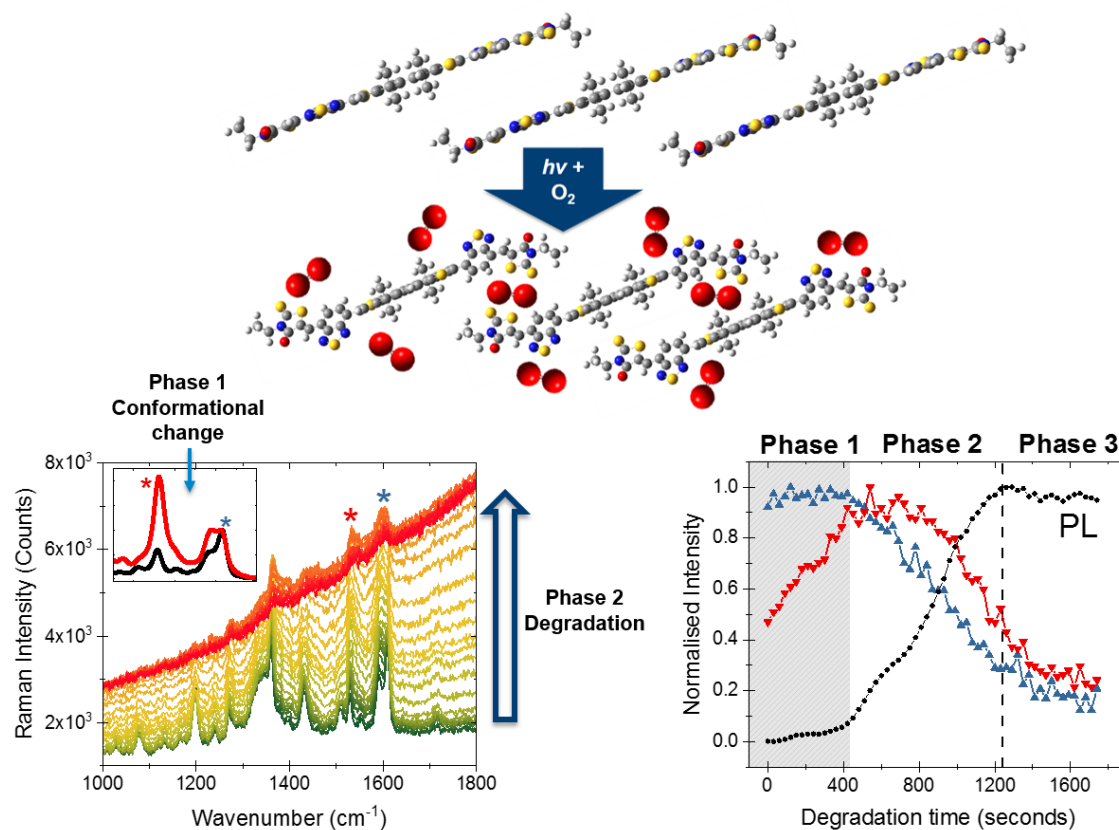 hν +
O₂
Phase 1
Conformational
change
8x10³
6x10³
4x10³
2x10³
Raman Intensity (Counts)
*
*
*
*
1000
1200
1400
1600
1800
Wavenumber (cm⁻¹)
Phase 2
Degradation
Phase 1
Phase 2
Phase 3
1.0
0.8
0.6
0.4
0.2
0.0
Normalised Intensity
PL
0
400
800
1200
1600
Degradation time (seconds)